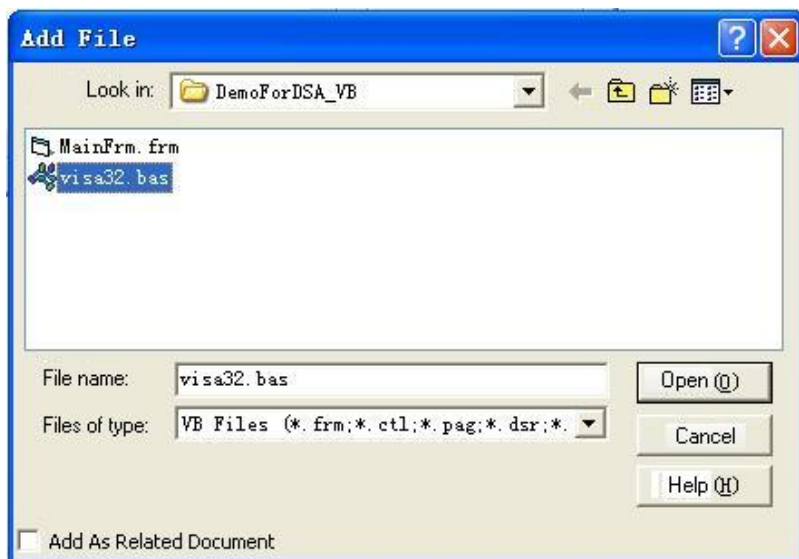 Add File
Look in: DemoForDSA_VB
MainFrm.frm
visa32.bas
File name: visa32.bas
Open (O)
Files of type: VB Files (*.frm;*.ctl;*.pag;*.dsr;*.
Cancel
Help (H)
Add As Related Document